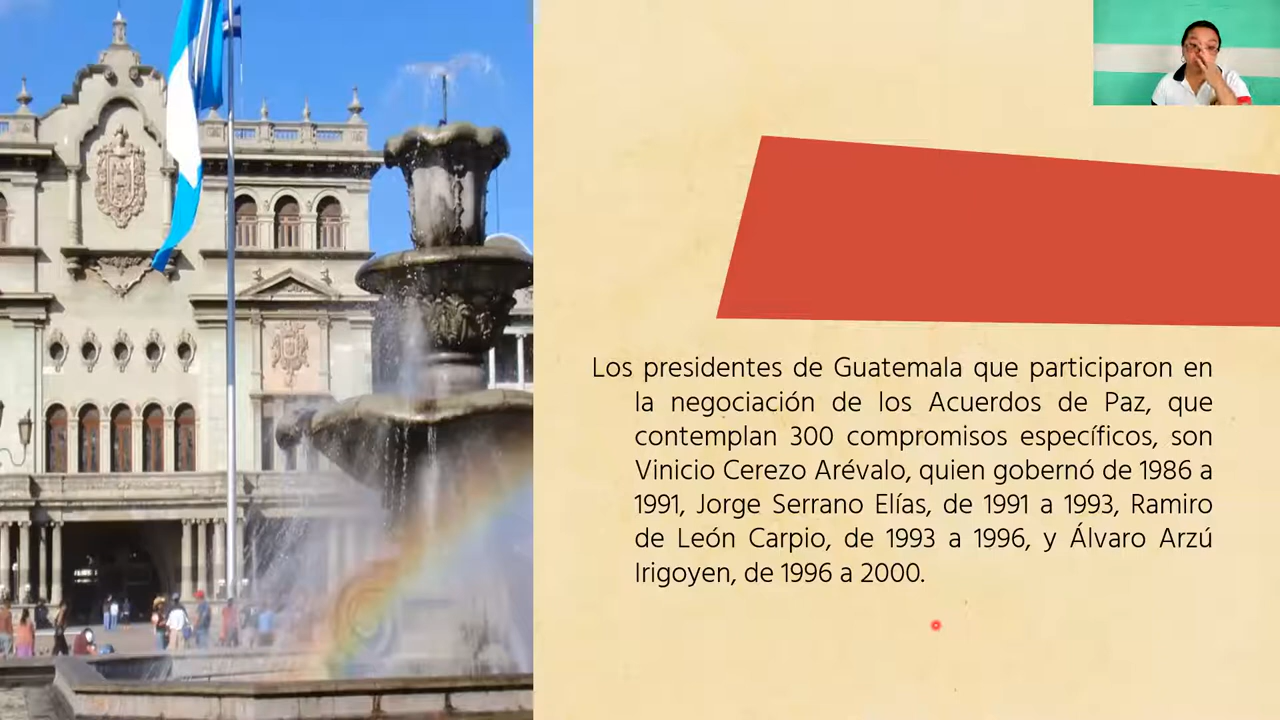 Los presidentes de Guatemala que participaron en
la negociación de los Acuerdos de Paz, que
contemplan 300 compromisos específicos, son
Vinicio Cerezo Arévalo, quien gobernó de 1986 a
1991, Jorge Serrano Elías, de 1991 a 1993, Ramiro
de León Carpio, de 1993 a 1996, y Álvaro Arzú
Irigoyen, de 1996 a 2000.